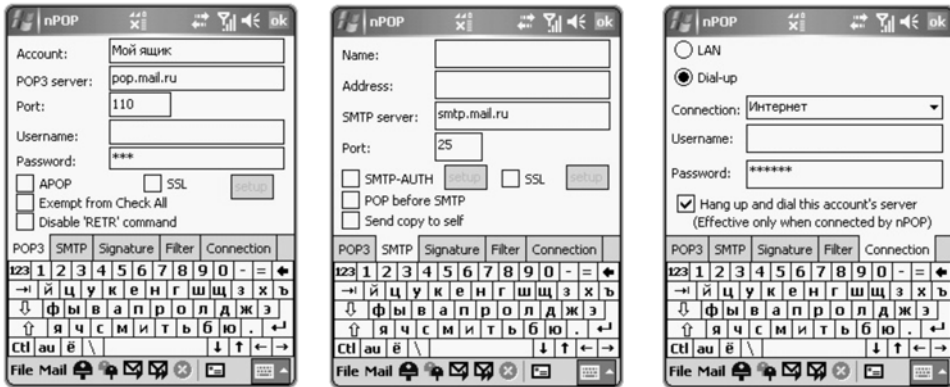 nPOP ok
Account: Мой ящик
POP3 server: pop.mail.ru
Port: 110
Username:
Password: ***
APOP SSL setup
Exempt from Check All
Disable 'RETR' command
POP3 SMTP Signature Filter Connection
123 1 2 3 4 5 6 7 8 9 0 - =
й ц у к е н г ш щ з х ъ
ф ы в а п р о л д ж э
я ч с м и т ь б ю .
Ctl au ё \
File Mail
nPOP ok
Name:
Address:
SMTP server: smtp.mail.ru
Port: 25
SMTP-AUTH setup SSL setup
POP before SMTP
Send copy to self
POP3 SMTP Signature Filter Connection
123 1 2 3 4 5 6 7 8 9 0 - =
й ц у к е н г ш щ з х ъ
ф ы в а п р о л д ж э
я ч с м и т ь б ю .
Ctl au ё \
File Mail
nPOP ok
LAN
Dial-up
Connection: Интернет
Username:
Password: ******
Hang up and dial this account's server
(Effective only when connected by nPOP)
POP3 SMTP Signature Filter Connection
123 1 2 3 4 5 6 7 8 9 0 - =
й ц у к е н г ш щ з х ъ
ф ы в а п р о л д ж э
я ч с м и т ь б ю .
Ctl au ё \
File Mail